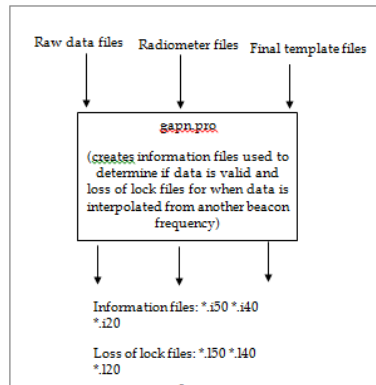 Raw data files Radiometer files Final template files
gapn.pro
(creates information files used to
determine if data is valid and
loss of lock files for when data is
interpolated from another beacon
frequency)
Information files: *.i50 *.i40
*.i20
Loss of lock files: *.l50 *.l40
*.l20